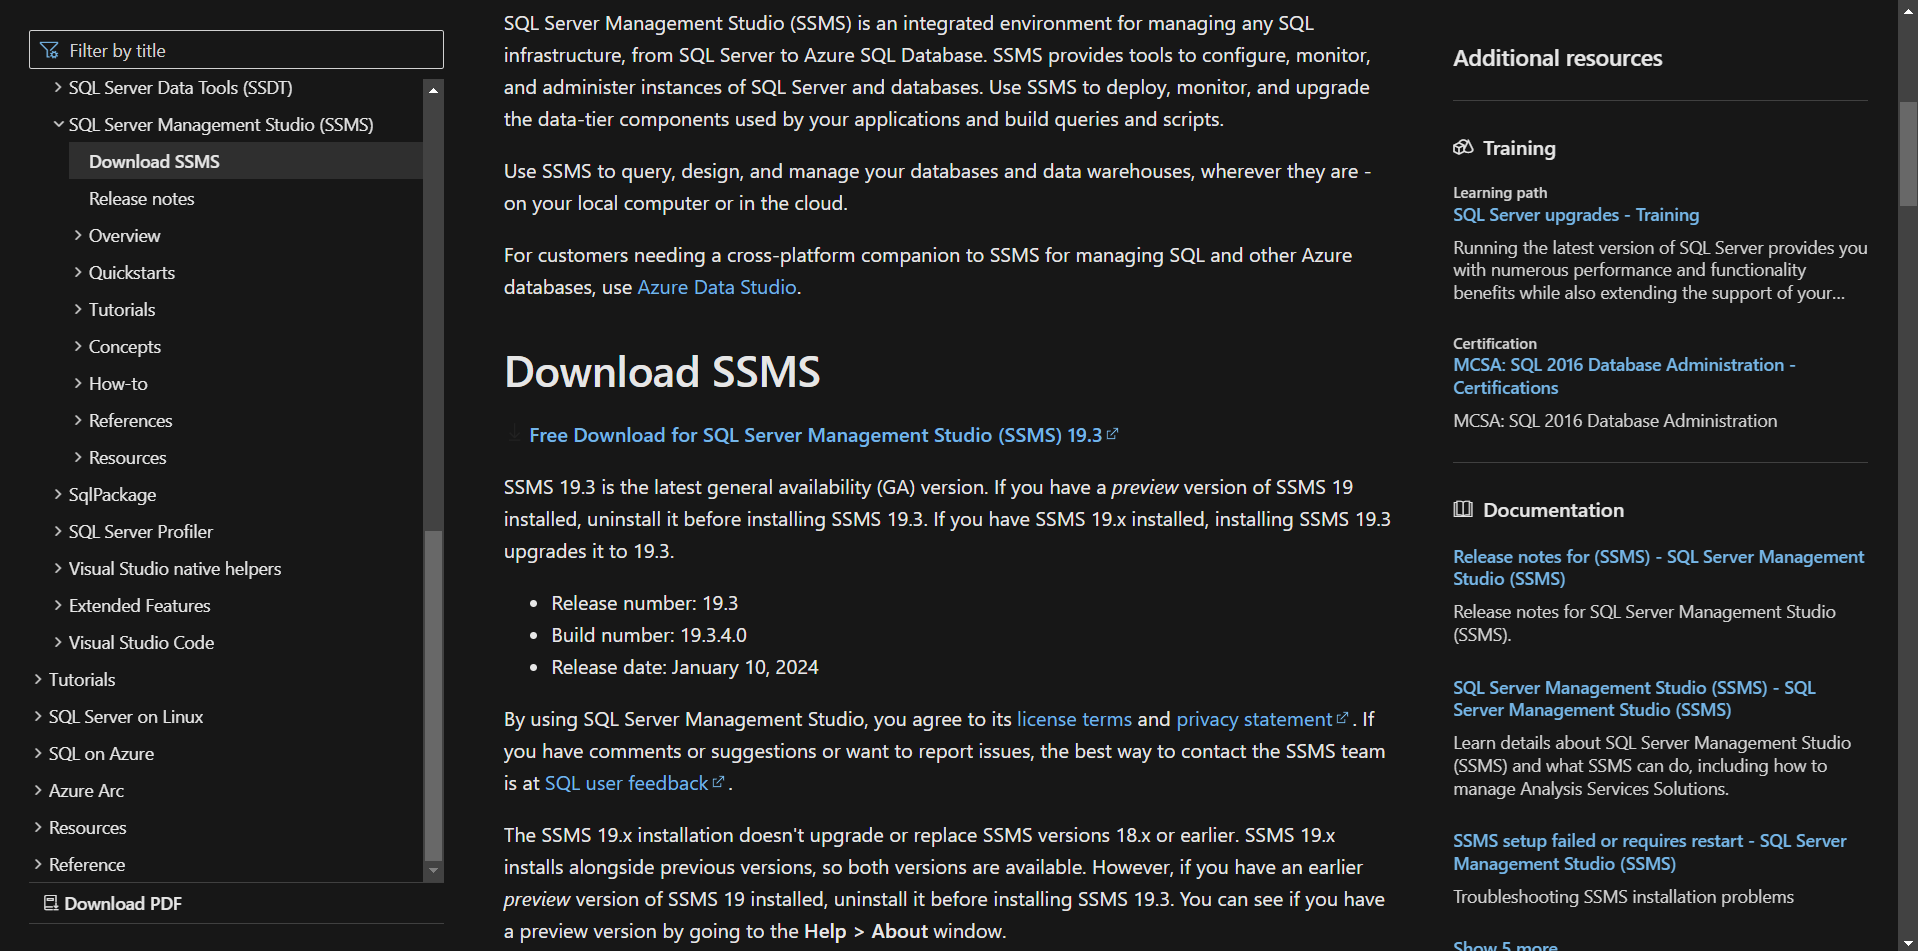 Filter by title
SQL Server Data Tools (SSDT)
SQL Server Management Studio (SSMS)
Download SSMS
Release notes
Overview
Quickstarts
Tutorials
Concepts
How-to
References
Resources
SqlPackage
SQL Server Profiler
Visual Studio native helpers
Extended Features
Visual Studio Code
Tutorials
SQL Server on Linux
SQL on Azure
Azure Arc
Resources
Reference
Download PDF
SQL Server Management Studio (SSMS) is an integrated environment for managing any SQL
infrastructure, from SQL Server to Azure SQL Database. SSMS provides tools to configure, monitor,
and administer instances of SQL Server and databases. Use SSMS to deploy, monitor, and upgrade
the data-tier components used by your applications and build queries and scripts.
Use SSMS to query, design, and manage your databases and data warehouses, wherever they are -
on your local computer or in the cloud.
For customers needing a cross-platform companion to SSMS for managing SQL and other Azure
databases, use Azure Data Studio.
Download SSMS
Free Download for SQL Server Management Studio (SSMS) 19.3
SSMS 19.3 is the latest general availability (GA) version. If you have a preview version of SSMS 19
installed, uninstall it before installing SSMS 19.3. If you have SSMS 19.x installed, installing SSMS 19.3
upgrades it to 19.3.
• Release number: 19.3
• Build number: 19.3.4.0
• Release date: January 10, 2024
By using SQL Server Management Studio, you agree to its license terms and privacy statement. If
you have comments or suggestions or want to report issues, the best way to contact the SSMS team
is at SQL user feedback.
The SSMS 19.x installation doesn't upgrade or replace SSMS versions 18.x or earlier. SSMS 19.x
installs alongside previous versions, so both versions are available. However, if you have an earlier
preview version of SSMS 19 installed, uninstall it before installing SSMS 19.3. You can see if you have
a preview version by going to the Help > About window.
Additional resources
Training
Learning path
SQL Server upgrades - Training
Running the latest version of SQL Server provides you
with numerous performance and functionality
benefits while also extending the support of your...
Certification
MCSA: SQL 2016 Database Administration -
Certifications
MCSA: SQL 2016 Database Administration
Documentation
Release notes for (SSMS) - SQL Server Management
Studio (SSMS)
Release notes for SQL Server Management Studio
(SSMS).
SQL Server Management Studio (SSMS) - SQL
Server Management Studio (SSMS)
Learn details about SQL Server Management Studio
(SSMS) and what SSMS can do, including how to
manage Analysis Services Solutions.
SSMS setup failed or requires restart - SQL Server
Management Studio (SSMS)
Troubleshooting SSMS installation problems
Show 5 more